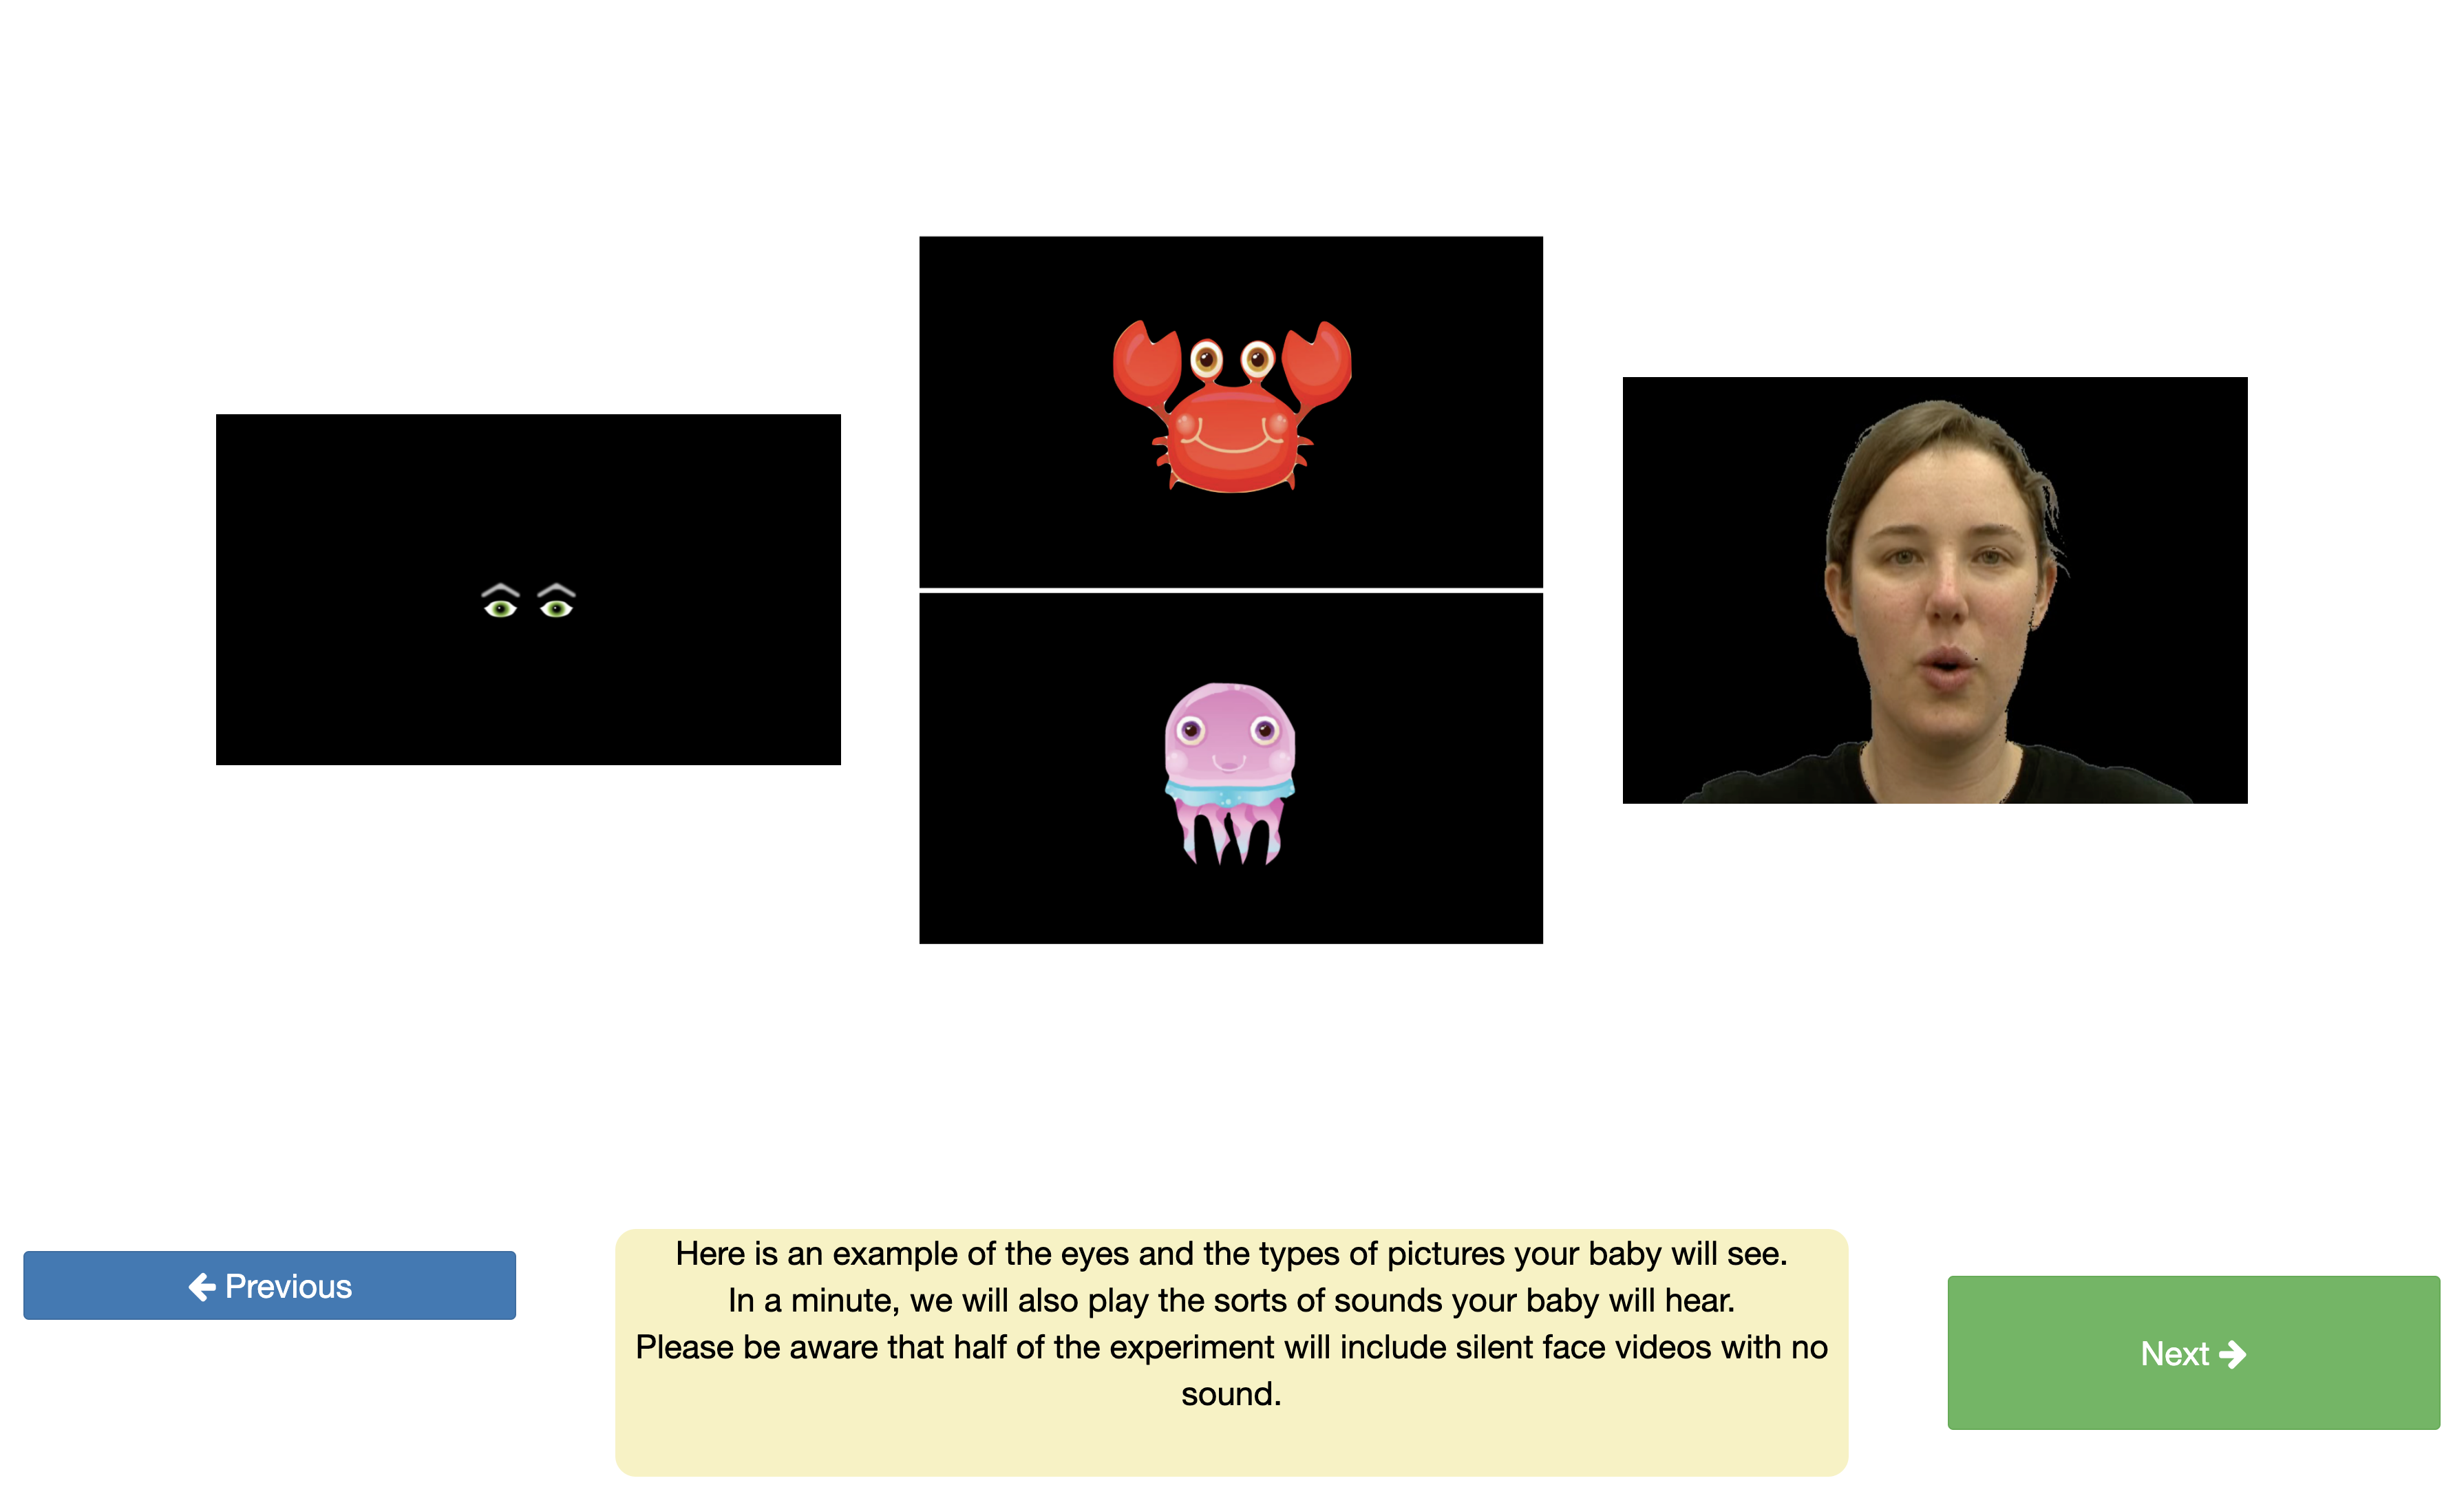 Previous
Here is an example of the eyes and the types of pictures your baby will see.
In a minute, we will also play the sorts of sounds your baby will hear.
Please be aware that half of the experiment will include silent face videos with no
sound.
Next